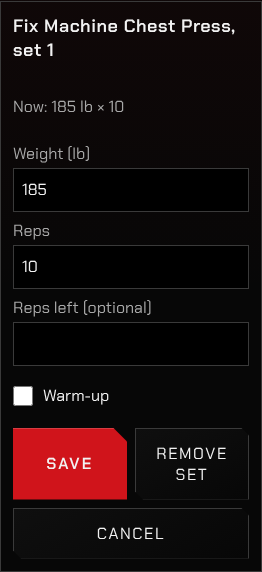 Fix Machine Chest Press,
set 1
Now: 185 lb × 10
Weight (lb)
185
Reps
10
Reps left (optional)
Warm-up
SAVE
REMOVE
SET
CANCEL